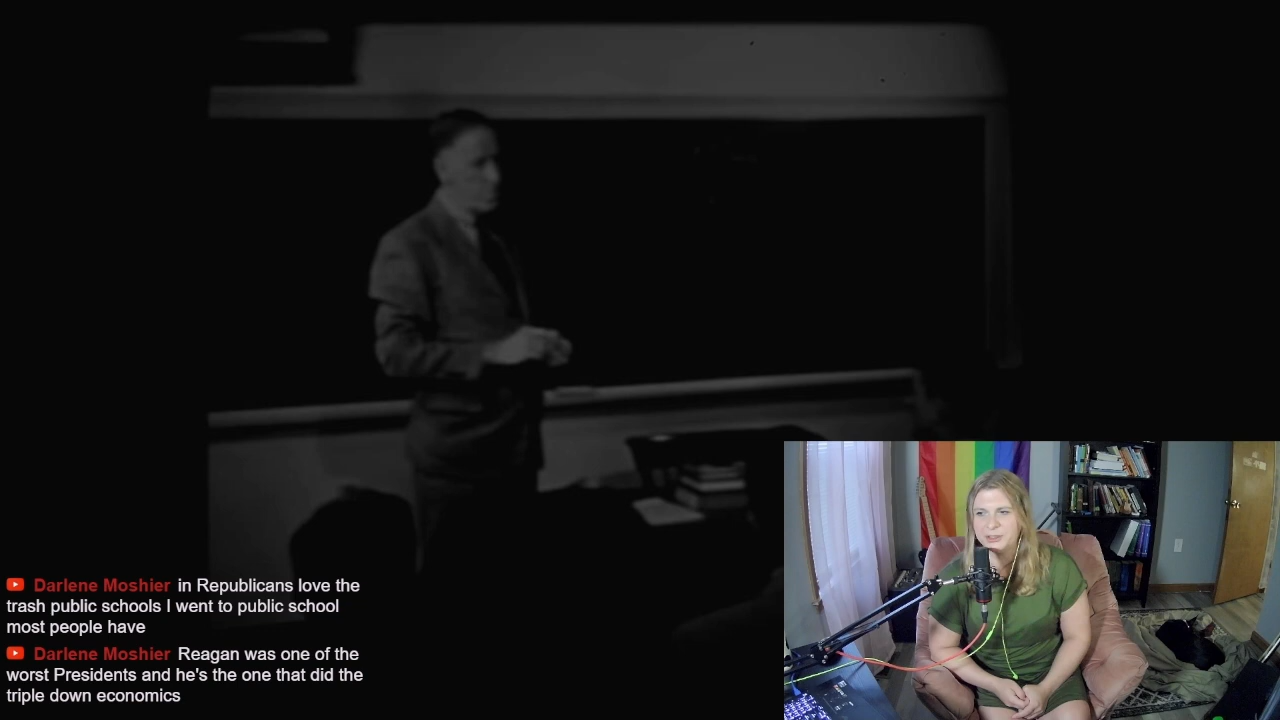 Darlene Moshier in Republicans love the
trash public schools I went to public school
most people have
Darlene Moshier Reagan was one of the
worst Presidents and he's the one that did the
triple down economics